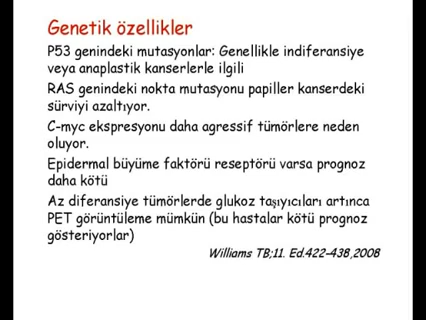 Genetik özellikler
P53 genindeki mutasyonlar: Genellikle indiferansiye
veya anaplastik kanserlerle ilgili
RAS genindeki nokta mutasyonu papiller kanserdeki
sürviyi azaltıyor.
C-myc ekspresyonu daha agressif tümörlere neden
oluyor.
Epidermal büyüme faktörü reseptörü varsa prognoz
daha kötü
Az diferansiye tümörlerde glukoz taşıyıcıları artınca
PET görüntüleme mümkün (bu hastalar kötü prognoz
gösteriyorlar)
Williams TB;11. Ed.422-438,2008